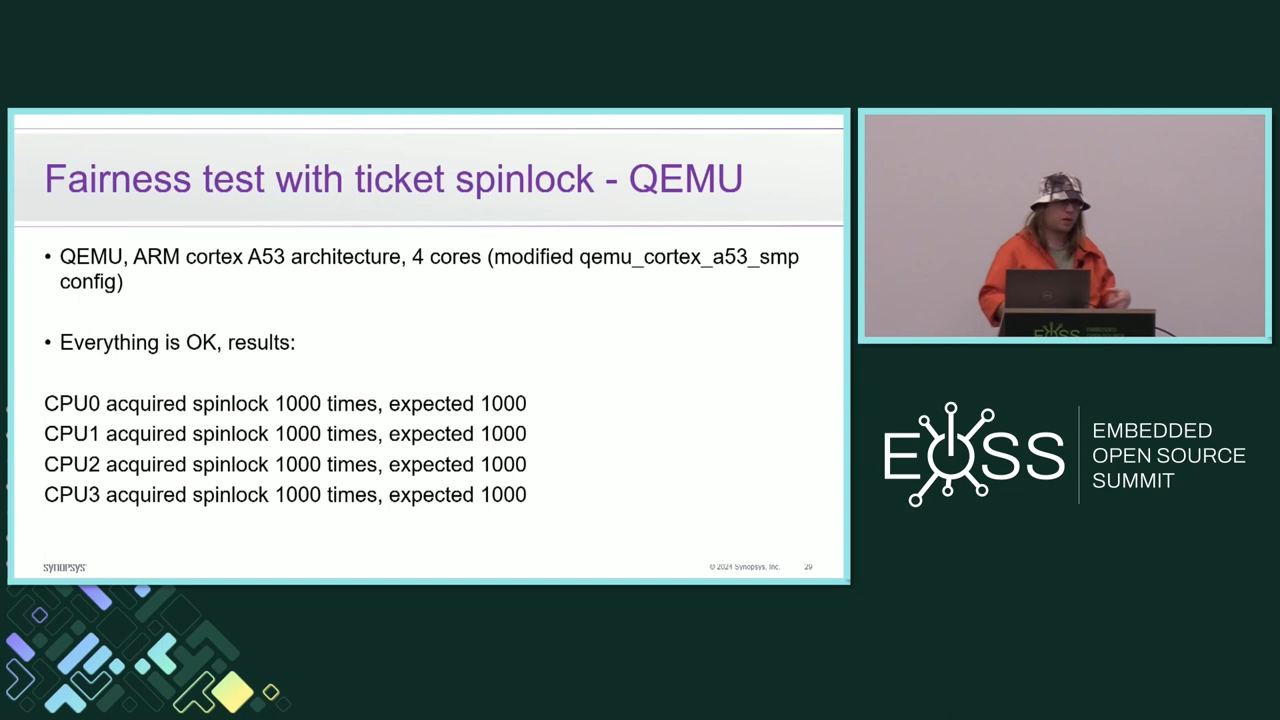 Fairness test with ticket spinlock - QEMU
• QEMU, ARM cortex A53 architecture, 4 cores (modified qemu_cortex_a53_smp
config)
• Everything is OK, results:
CPU0 acquired spinlock 1000 times, expected 1000
CPU1 acquired spinlock 1000 times, expected 1000
CPU2 acquired spinlock 1000 times, expected 1000
CPU3 acquired spinlock 1000 times, expected 1000
SYNOPSYS
© 2024 Synopsys, Inc.
29
EOSS
EOSS
EMBEDDED
OPEN SOURCE
SUMMIT